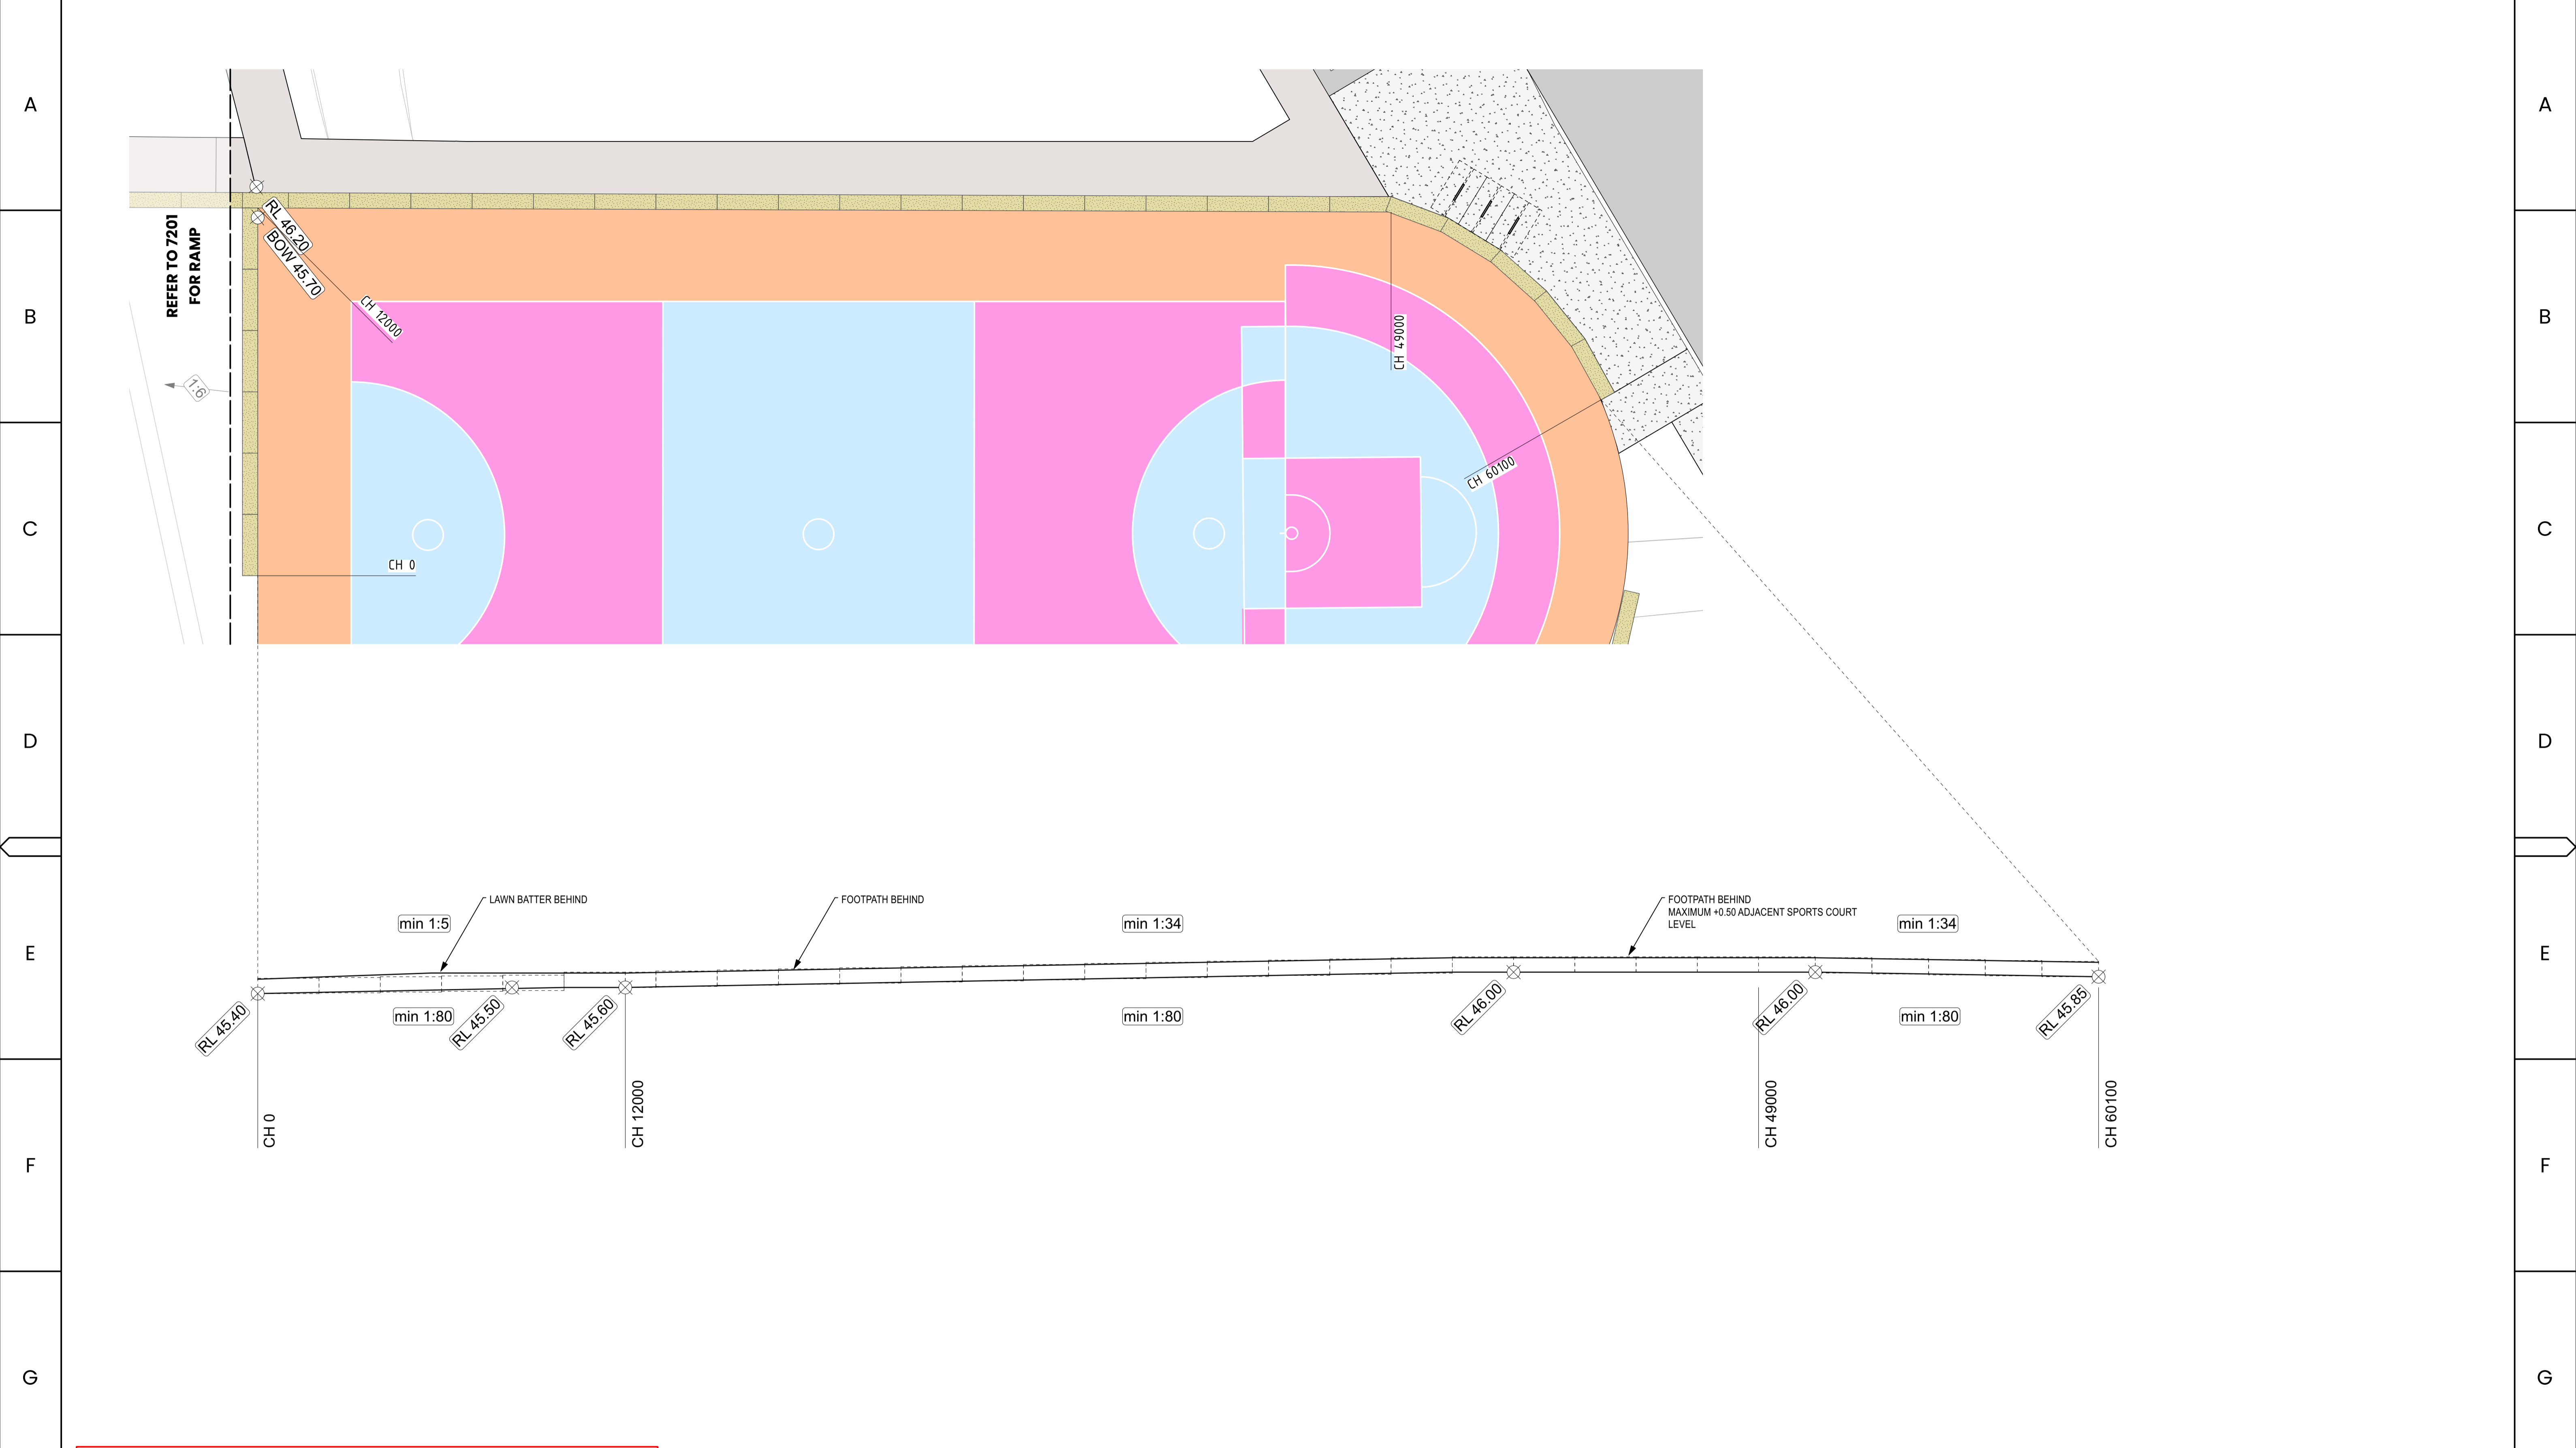 A
A
B
B
C
C
D
D
E
E
F
F
G
G
REFER TO 7201
FOR RAMP
1:6
RL 46.20
BOW 45.70
CH 12000
CH 49000
CH 60100
CH 0
LAWN BATTER BEHIND
FOOTPATH BEHIND
FOOTPATH BEHIND
MAXIMUM +0.50 ADJACENT SPORTS COURT
LEVEL
min 1:5
min 1:34
min 1:34
RL 45.40
min 1:80
RL 45.50
RL 45.60
min 1:80
RL 46.00
RL 46.00
min 1:80
RL 45.85
CH 0
CH 12000
CH 49000
CH 60100